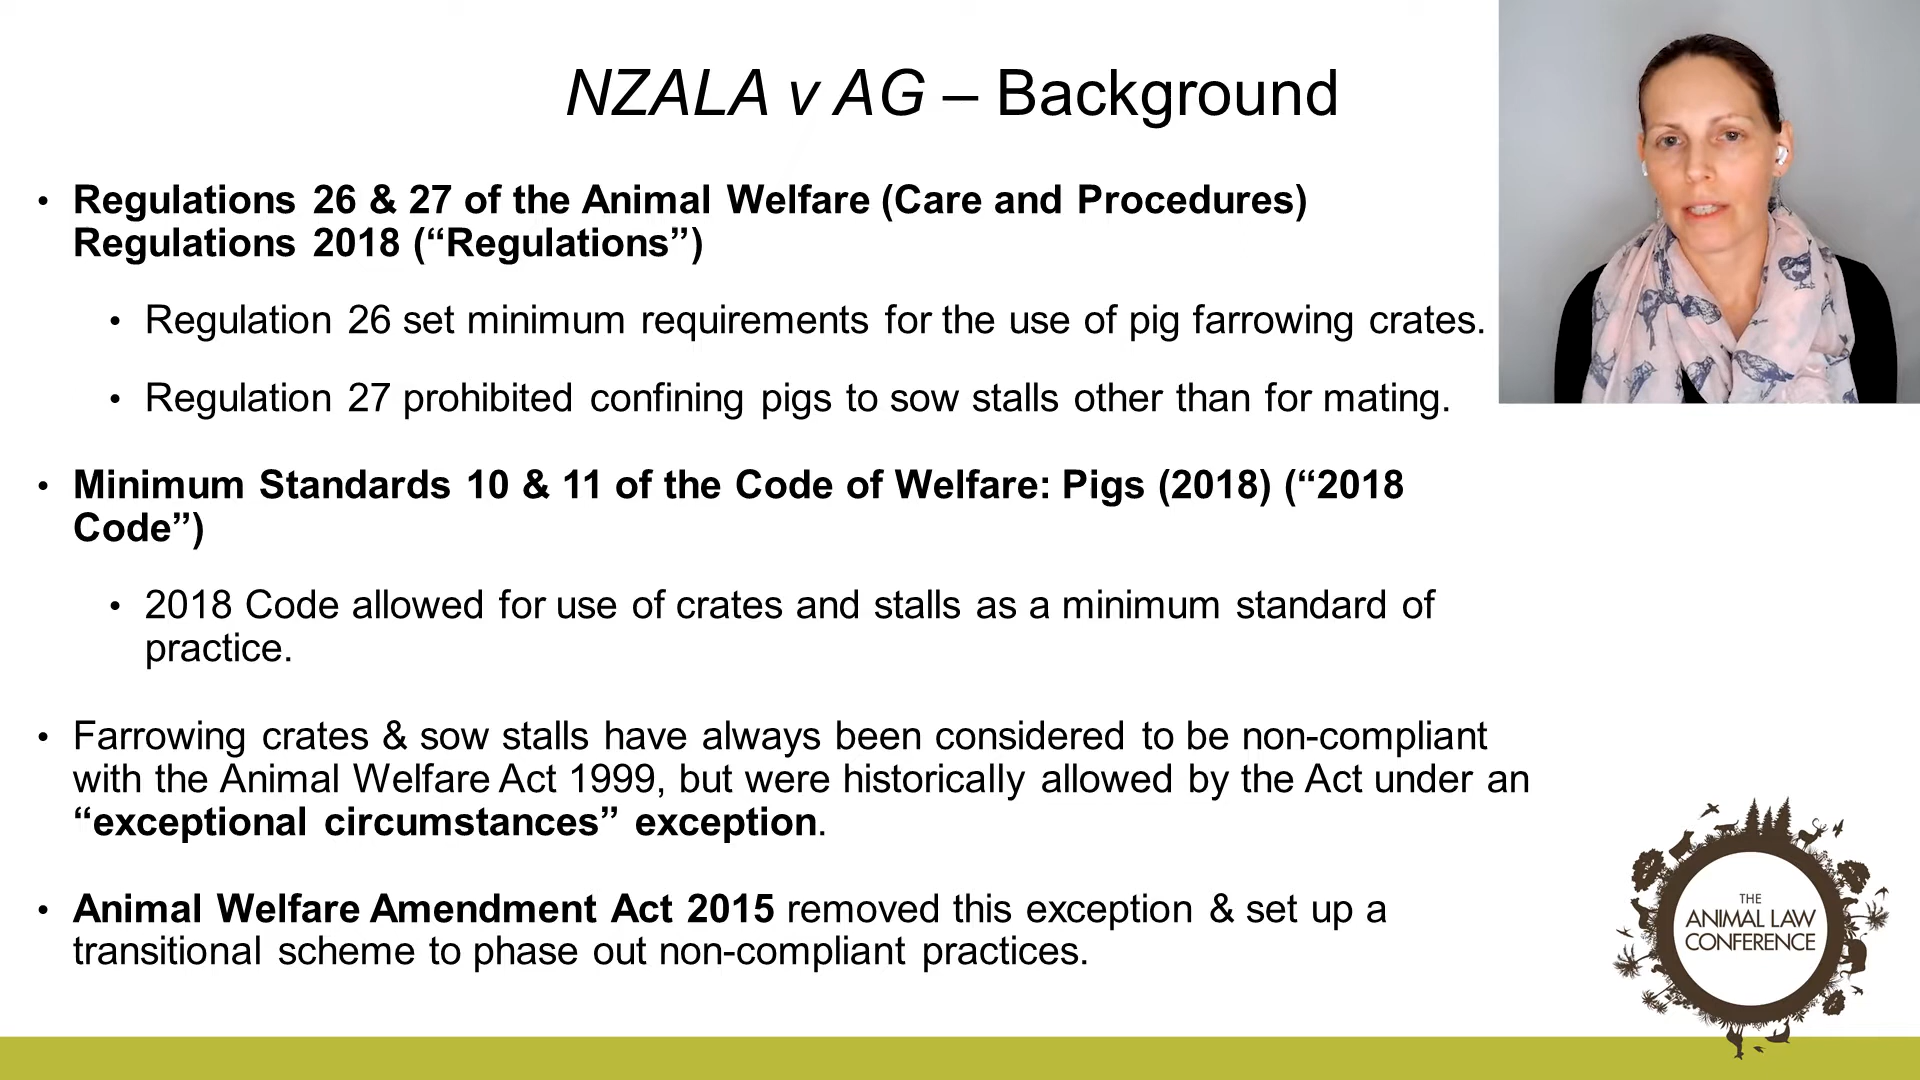 NZALA v AG – Background
• Regulations 26 & 27 of the Animal Welfare (Care and Procedures)
Regulations 2018 (“Regulations”)
• Regulation 26 set minimum requirements for the use of pig farrowing crates.
• Regulation 27 prohibited confining pigs to sow stalls other than for mating.
• Minimum Standards 10 & 11 of the Code of Welfare: Pigs (2018) (“2018
Code”)
• 2018 Code allowed for use of crates and stalls as a minimum standard of
practice.
• Farrowing crates & sow stalls have always been considered to be non-compliant
with the Animal Welfare Act 1999, but were historically allowed by the Act under an
“exceptional circumstances” exception.
• Animal Welfare Amendment Act 2015 removed this exception & set up a
transitional scheme to phase out non-compliant practices.
THE
ANIMAL LAW
CONFERENCE